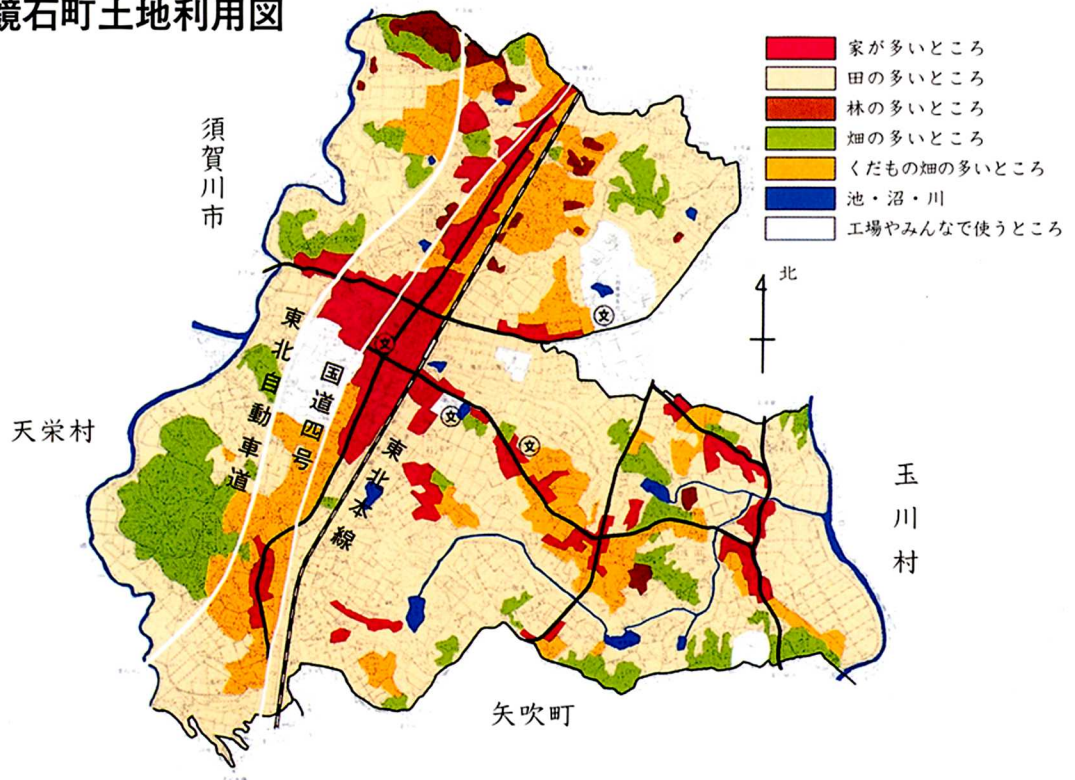 鏡石町土地利用図
家が多いところ
田の多いところ
林の多いところ
畑の多いところ
くだもの畑の多いところ
池・沼・川
工場やみんなで使うところ
北
須賀川市
天栄村
玉川村
矢吹町
東北自動車道
国道四号
東北本線
文
文
文
文